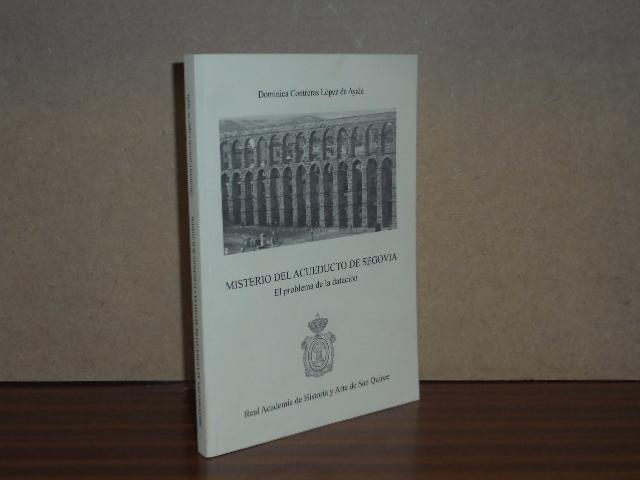 Dominica Contreras López de Ayala
MISTERIO DEL ACUEDUCTO DE SEGOVIA
El problema de la datación
Real Academia de Historia y Arte de San Quirce